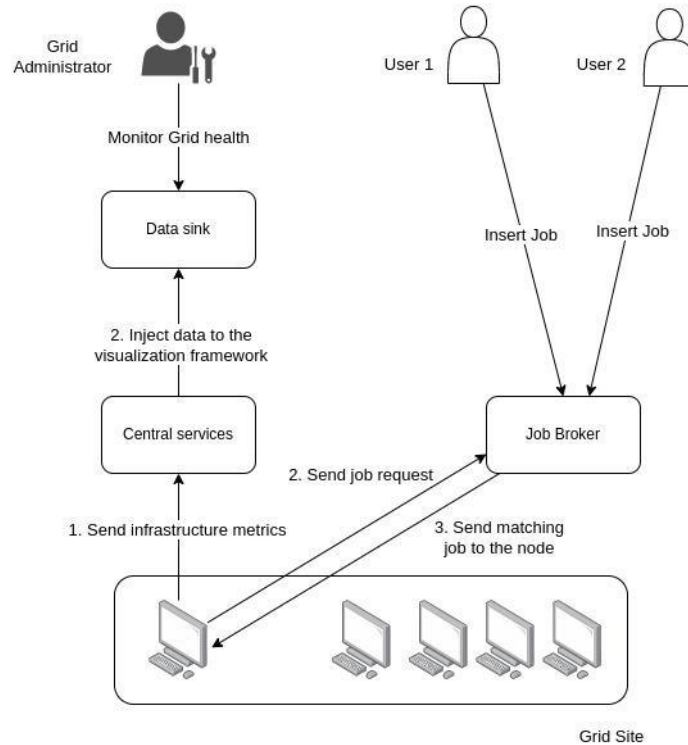 Grid
Administrator
User 1
User 2
Monitor Grid health
Data sink
Insert Job
Insert Job
2. Inject data to the
visualization framework
Central services
Job Broker
2. Send job request
1. Send infrastructure metrics
3. Send matching
job to the node
Grid Site